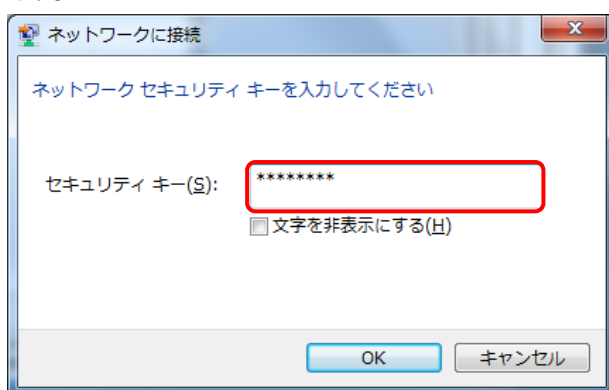 ネットワークに接続
ネットワーク セキュリティ キーを入力してください
セキュリティ キー(S): ********
文字を非表示にする(H)
OK キャンセル